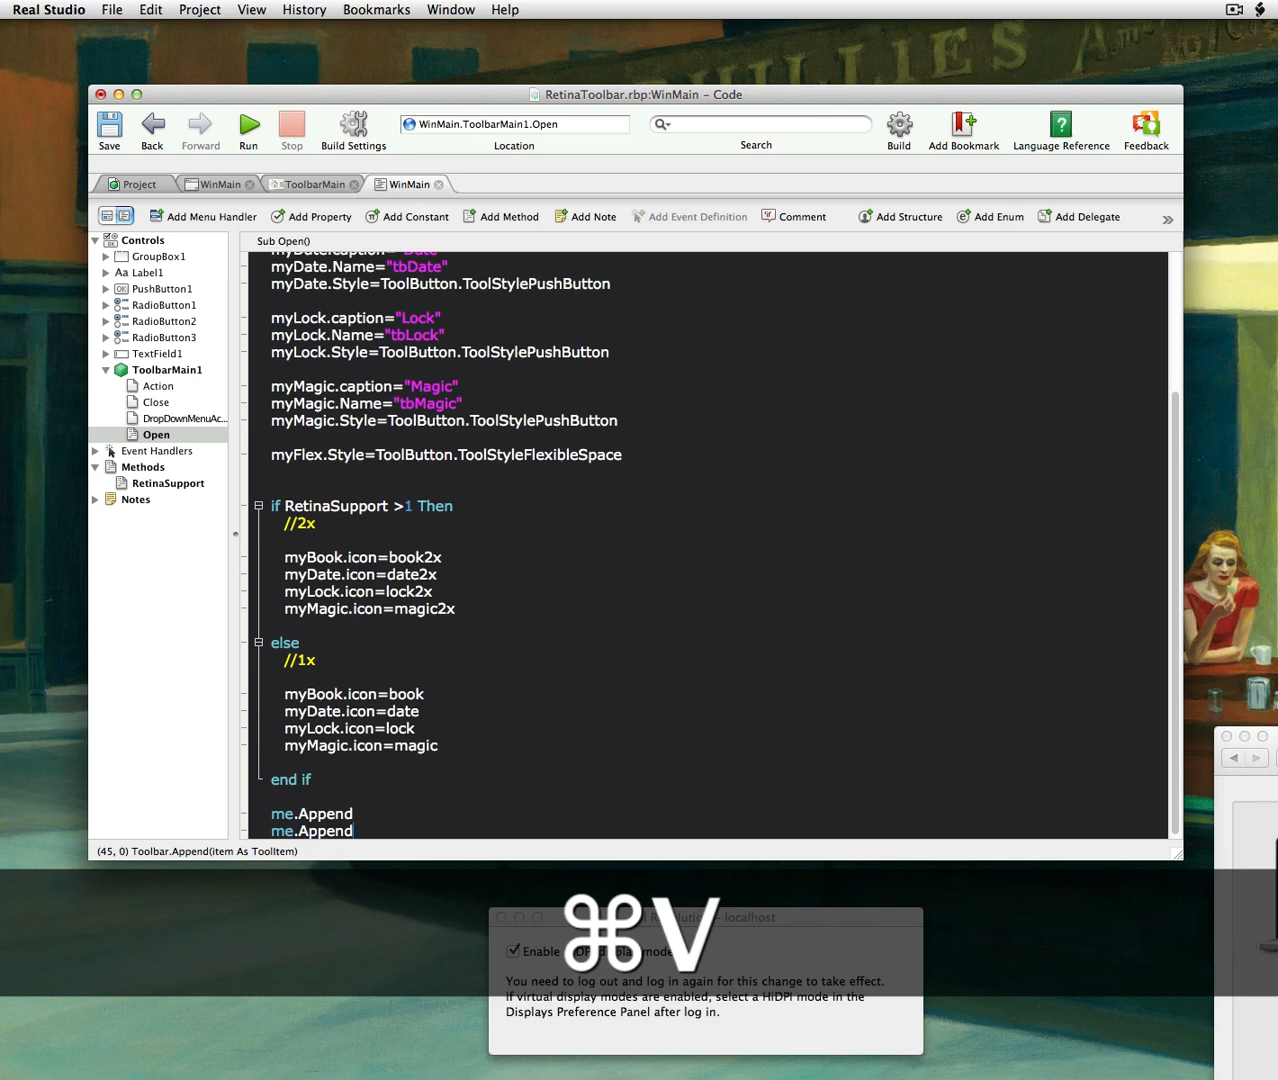 Real Studio File Edit Project View History Bookmarks Window Help
PHILLIES
RetinaToolbar.rbp:WinMain – Code
WinMain.ToolbarMain1.Open
Save Back Forward Run Stop Build Settings Location Search Build Add Bookmark Language Reference Feedback
Project WinMain ToolbarMain WinMain
Add Menu Handler Add Property Add Constant Add Method Add Note Add Event Definition Comment Add Structure Add Enum Add Delegate »
Controls
GroupBox1
Aa Label1
OK PushButton1
RadioButton1
RadioButton2
RadioButton3
TextField1
ToolbarMain1
Action
Close
DropDownMenuAc...
Open
Event Handlers
Methods
RetinaSupport
Notes
Sub Open()
myDate.caption="Date"
myDate.Name="tbDate"
myDate.Style=ToolButton.ToolStylePushButton
myLock.caption="Lock"
myLock.Name="tbLock"
myLock.Style=ToolButton.ToolStylePushButton
myMagic.caption="Magic"
myMagic.Name="tbMagic"
myMagic.Style=ToolButton.ToolStylePushButton
myFlex.Style=ToolButton.ToolStyleFlexibleSpace
if RetinaSupport >1 Then
//2x
myBook.icon=book2x
myDate.icon=date2x
myLock.icon=lock2x
myMagic.icon=magic2x
else
//1x
myBook.icon=book
myDate.icon=date
myLock.icon=lock
myMagic.icon=magic
end if
me.Append
me.Append
(45, 0) Toolbar.Append(item As ToolItem)
⌘V
– localhost
Enable
You need to log out and log in again for this change to take effect.
If virtual display modes are enabled, select a HiDPI mode in the
Displays Preference Panel after log in.